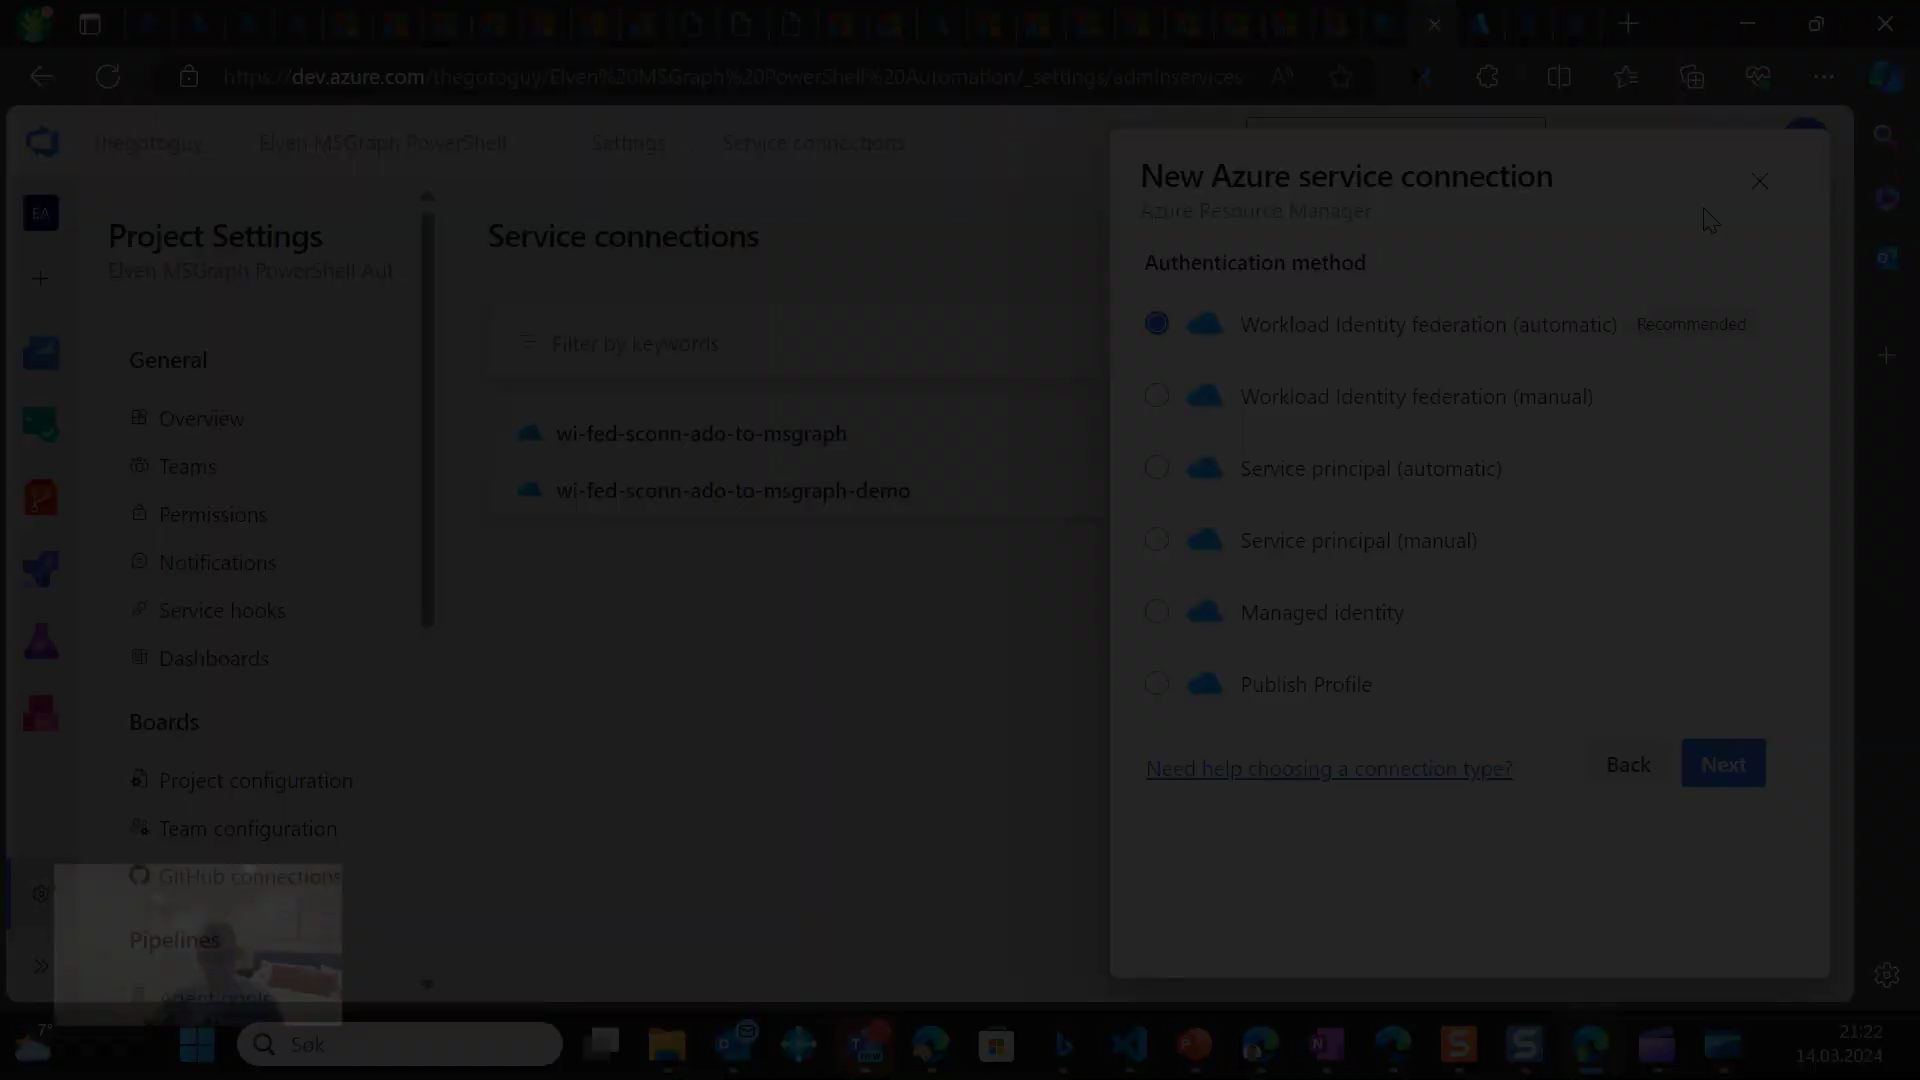 https://dev.azure.com/thegotoguy/Elven%20MSGraph%20PowerShell%20Automation/_settings/adminservices
thegotoguy
Elven MSGraph PowerShell
Settings
Service connections
EA
Project Settings
Elven MSGraph PowerShell Aut...
General
Overview
Teams
Permissions
Notifications
Service hooks
Dashboards
Boards
Project configuration
Team configuration
GitHub connections
Pipelines
Agent pools
Service connections
Filter by keywords
wi-fed-sconn-ado-to-msgraph
wi-fed-sconn-ado-to-msgraph-demo
New Azure service connection
Azure Resource Manager
Authentication method
Workload Identity federation (automatic) Recommended
Workload Identity federation (manual)
Service principal (automatic)
Service principal (manual)
Managed identity
Publish Profile
Need help choosing a connection type?
Back
Next
7°
Søk
21:22
14.03.2024